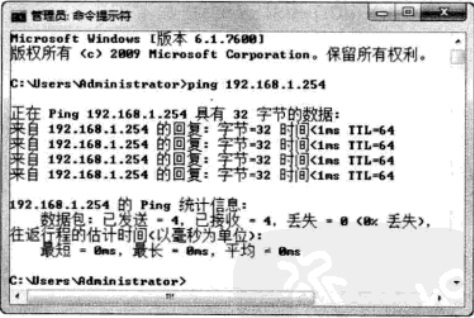 管理员: 命令提示符
Microsoft Windows [版本 6.1.7600]
版权所有 (c) 2009 Microsoft Corporation。保留所有权利。
C:\Users\Administrator>ping 192.168.1.254
正在 Ping 192.168.1.254 具有 32 字节的数据:
来自 192.168.1.254 的回复: 字节=32 时间<1ms TTL=64
来自 192.168.1.254 的回复: 字节=32 时间<1ms TTL=64
来自 192.168.1.254 的回复: 字节=32 时间<1ms TTL=64
来自 192.168.1.254 的回复: 字节=32 时间<1ms TTL=64
192.168.1.254 的 Ping 统计信息:
数据包: 已发送 = 4, 已接收 = 4, 丢失 = 0 (0% 丢失),
往返行程的估计时间(以毫秒为单位):
最短 = 0ms, 最长 = 0ms, 平均 = 0ms
C:\Users\Administrator>